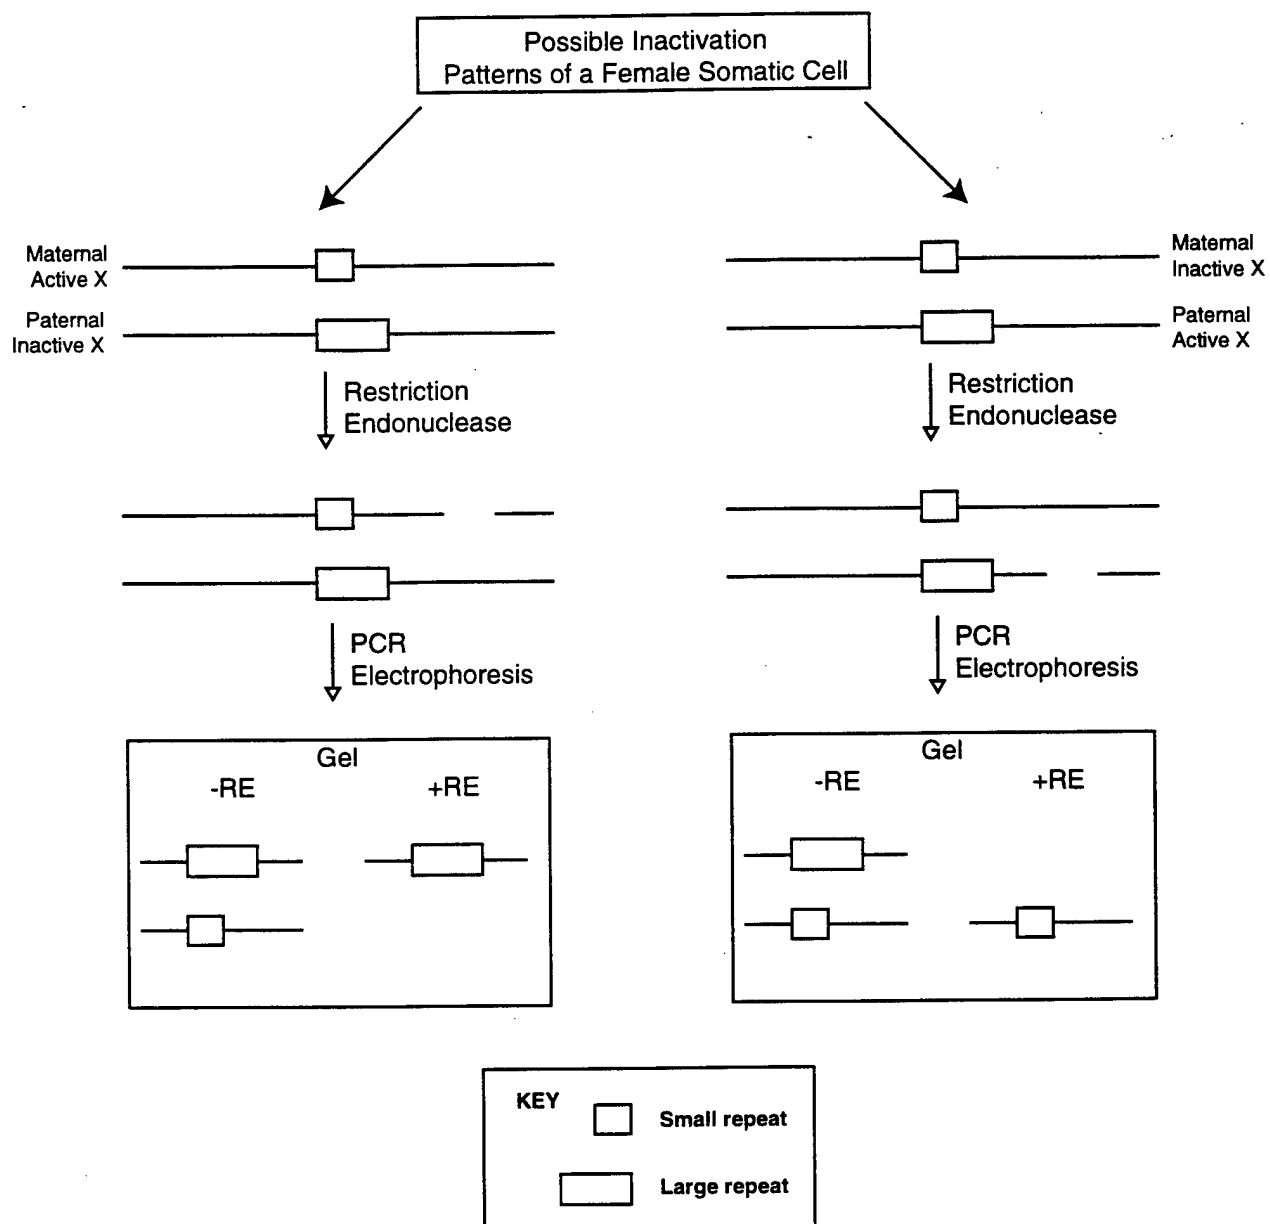 Possible Inactivation
Patterns of a Female Somatic Cell
Maternal
Active X
Paternal
Inactive X
Maternal
Inactive X
Paternal
Active X
Restriction
Endonuclease
Restriction
Endonuclease
PCR
Electrophoresis
PCR
Electrophoresis
Gel
-RE +RE
Gel
-RE +RE
KEY
Small repeat
Large repeat